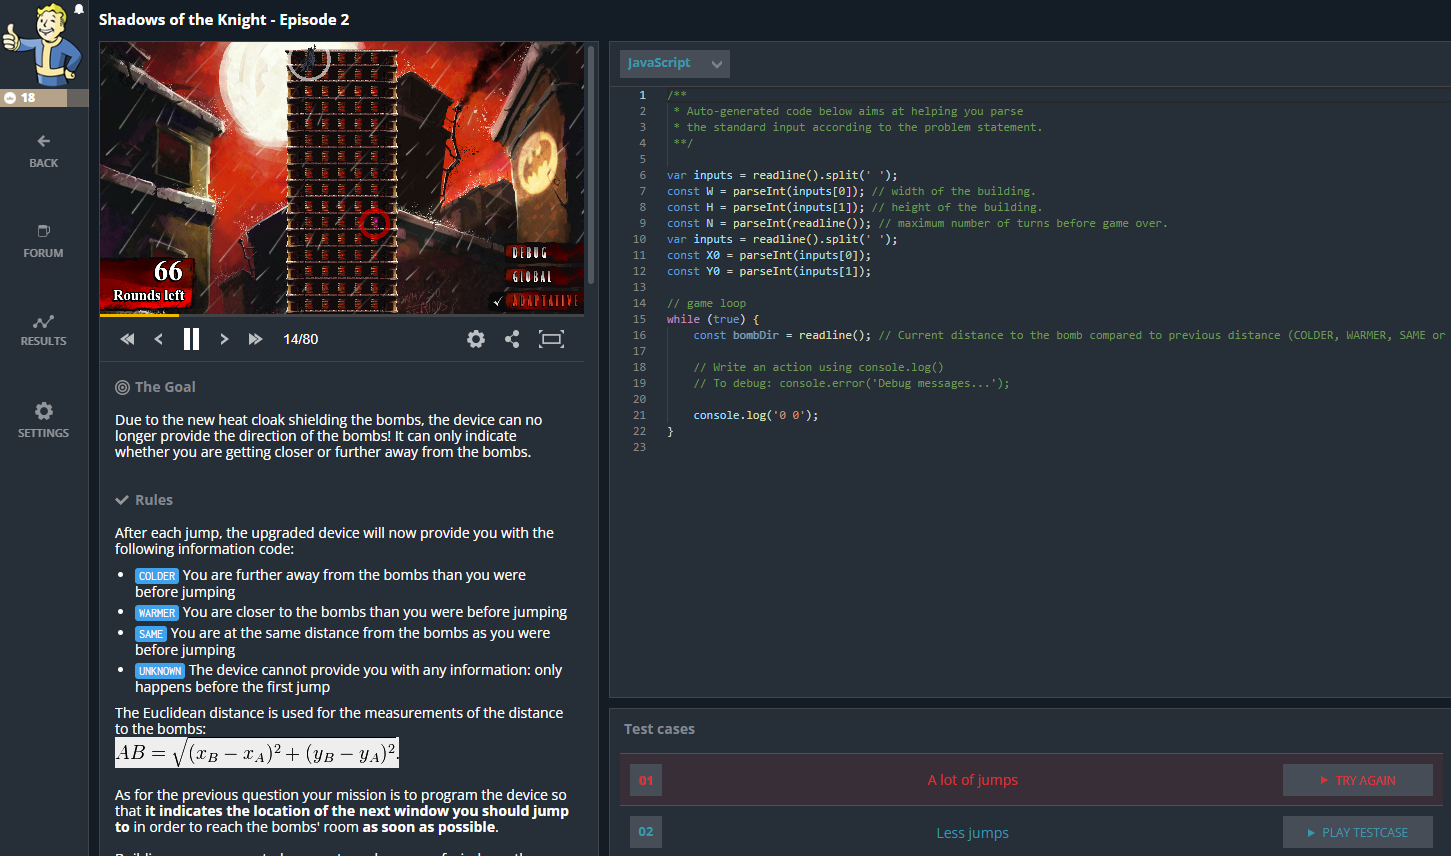 Shadows of the Knight - Episode 2
18
BACK
FORUM
RESULTS
SETTINGS
66
Rounds left
DEBUG
GLOBAL
ADAPTATIVE
14/80
The Goal
Due to the new heat cloak shielding the bombs, the device can no
longer provide the direction of the bombs! It can only indicate
whether you are getting closer or further away from the bombs.
Rules
After each jump, the upgraded device will now provide you with the
following information code:
• COLDER You are further away from the bombs than you were
before jumping
• WARMER You are closer to the bombs than you were before jumping
• SAME You are at the same distance from the bombs as you were
before jumping
• UNKNOWN The device cannot provide you with any information: only
happens before the first jump
The Euclidean distance is used for the measurements of the distance
to the bombs:
AB = √(x_B − x_A)² + (y_B − y_A)².
As for the previous question your mission is to program the device so
that it indicates the location of the next window you should jump
to in order to reach the bombs' room as soon as possible.
JavaScript
1 /**
2 * Auto-generated code below aims at helping you parse
3 * the standard input according to the problem statement.
4 **/
5
6 var inputs = readline().split(' ');
7 const W = parseInt(inputs[0]); // width of the building.
8 const H = parseInt(inputs[1]); // height of the building.
9 const N = parseInt(readline()); // maximum number of turns before game over.
10 var inputs = readline().split(' ');
11 const X0 = parseInt(inputs[0]);
12 const Y0 = parseInt(inputs[1]);
13
14 // game loop
15 while (true) {
16 const bombDir = readline(); // Current distance to the bomb compared to previous distance (COLDER, WARMER, SAME or
17
18 // Write an action using console.log()
19 // To debug: console.error('Debug messages...');
20
21 console.log('0 0');
22 }
23
Test cases
01 A lot of jumps TRY AGAIN
02 Less jumps PLAY TESTCASE